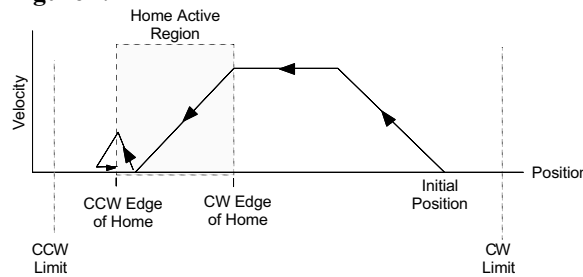 Home Active
Region
Velocity
Position
CCW Edge
of Home
CW Edge
of Home
Initial
Position
CCW
Limit
CW
Limit